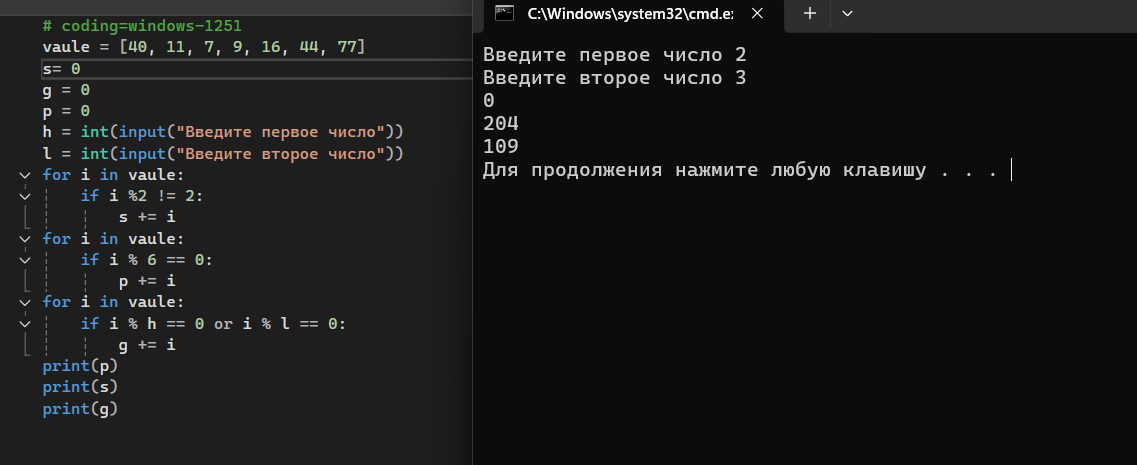 # coding=windows-1251
vaule = [40, 11, 7, 9, 16, 44, 77]
s= 0
g = 0
p = 0
h = int(input("Введите первое число"))
l = int(input("Введите второе число"))
for i in vaule:
if i %2 != 2:
s += i
for i in vaule:
if i % 6 == 0:
p += i
for i in vaule:
if i % h == 0 or i % l == 0:
g += i
print(p)
print(s)
print(g)
C:\Windows\system32\cmd.ex
Введите первое число 2
Введите второе число 3
0
204
109
Для продолжения нажмите любую клавишу . . .